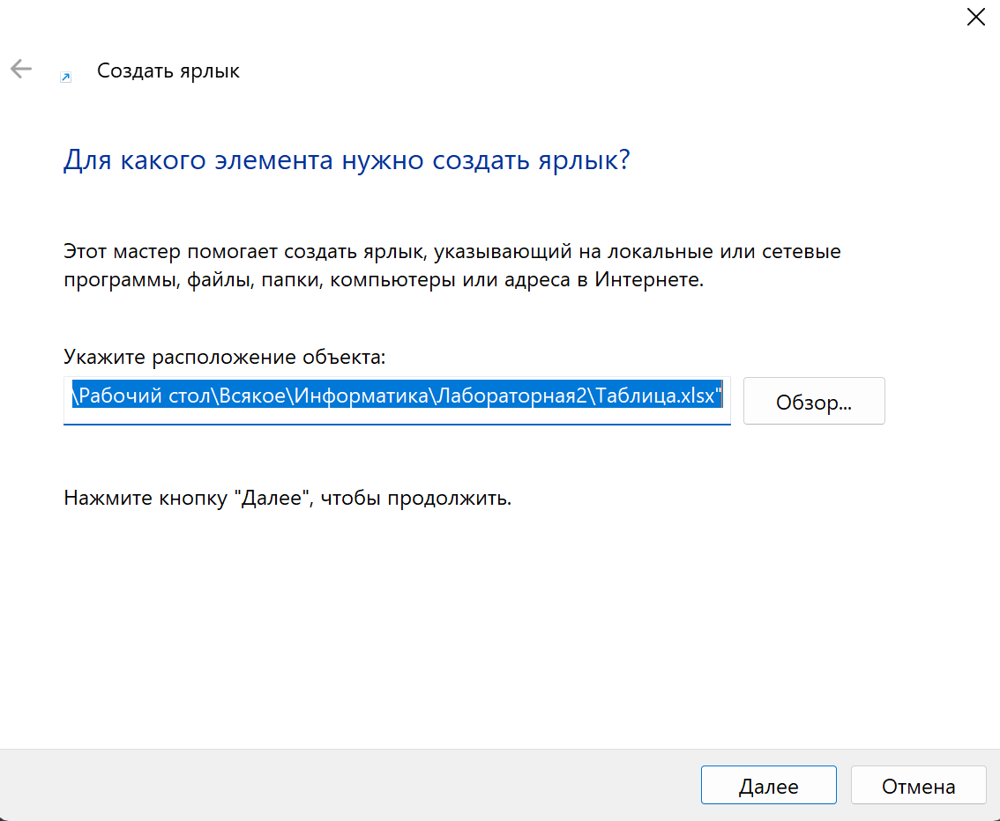 Создать ярлык
Для какого элемента нужно создать ярлык?
Этот мастер помогает создать ярлык, указывающий на локальные или сетевые
программы, файлы, папки, компьютеры или адреса в Интернете.
Укажите расположение объекта:
\Рабочий стол\Всякое\Информатика\Лабораторная2\Таблица.xlsx"
Обзор...
Нажмите кнопку "Далее", чтобы продолжить.
Далее
Отмена